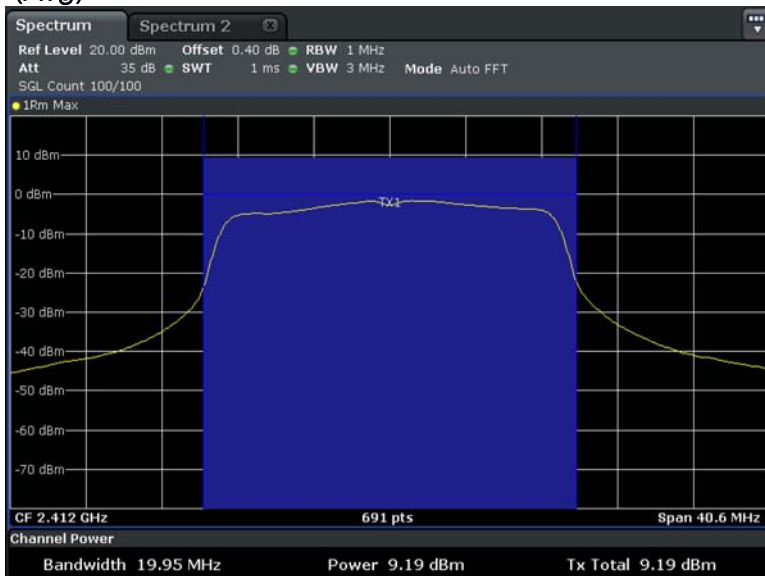 (Avg)
Spectrum Spectrum 2
Ref Level 20.00 dBm Offset 0.40 dB RBW 1 MHz
Att 35 dB SWT 1 ms VBW 3 MHz Mode Auto FFT
SGL Count 100/100
1Rm Max
10 dBm
0 dBm
TX1
-10 dBm
-20 dBm
-30 dBm
-40 dBm
-50 dBm
-60 dBm
-70 dBm
CF 2.412 GHz 691 pts Span 40.6 MHz
Channel Power
Bandwidth 19.95 MHz Power 9.19 dBm Tx Total 9.19 dBm